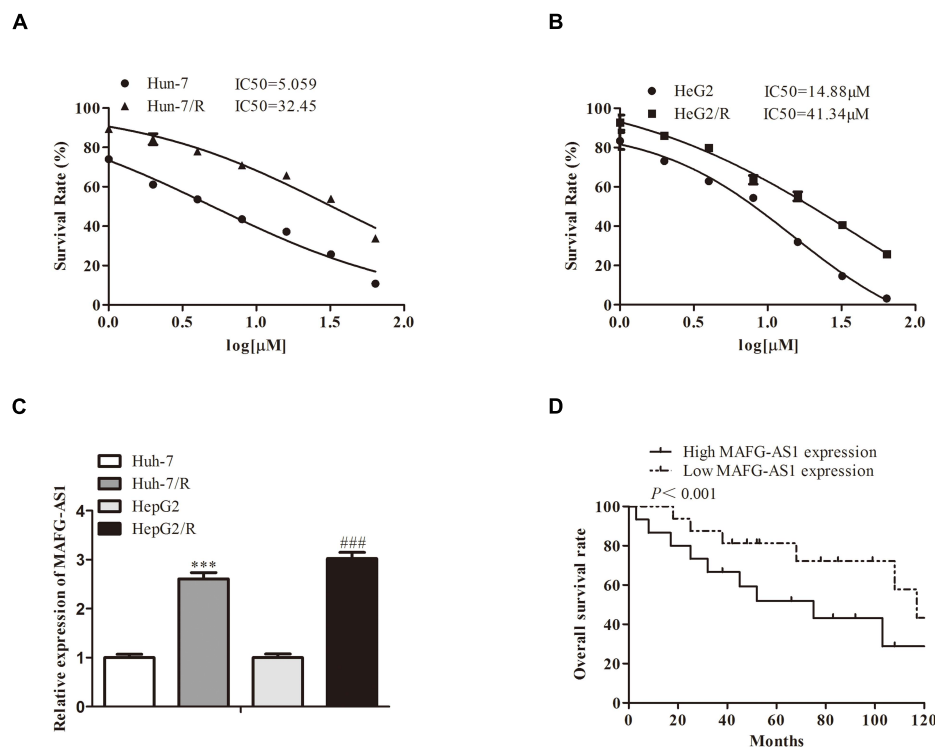 A
Hun-7 IC50=5.059
Hun-7/R IC50=32.45
100
80
60
40
20
0
Survival Rate (%)
0.0 0.5 1.0 1.5 2.0
log[μM]
B
HeG2 IC50=14.88μM
HeG2/R IC50=41.34μM
100
80
60
40
20
0
Survival Rate (%)
0.0 0.5 1.0 1.5 2.0
log[μM]
C
Huh-7
Huh-7/R
HepG2
HepG2/R
4
3
2
1
0
Relative expression of MAFG-AS1
***
###
D
High MAFG-AS1 expression
Low MAFG-AS1 expression
P< 0.001
100
80
60
40
20
0
Overall survival rate
0 20 40 60 80 100 120
Months